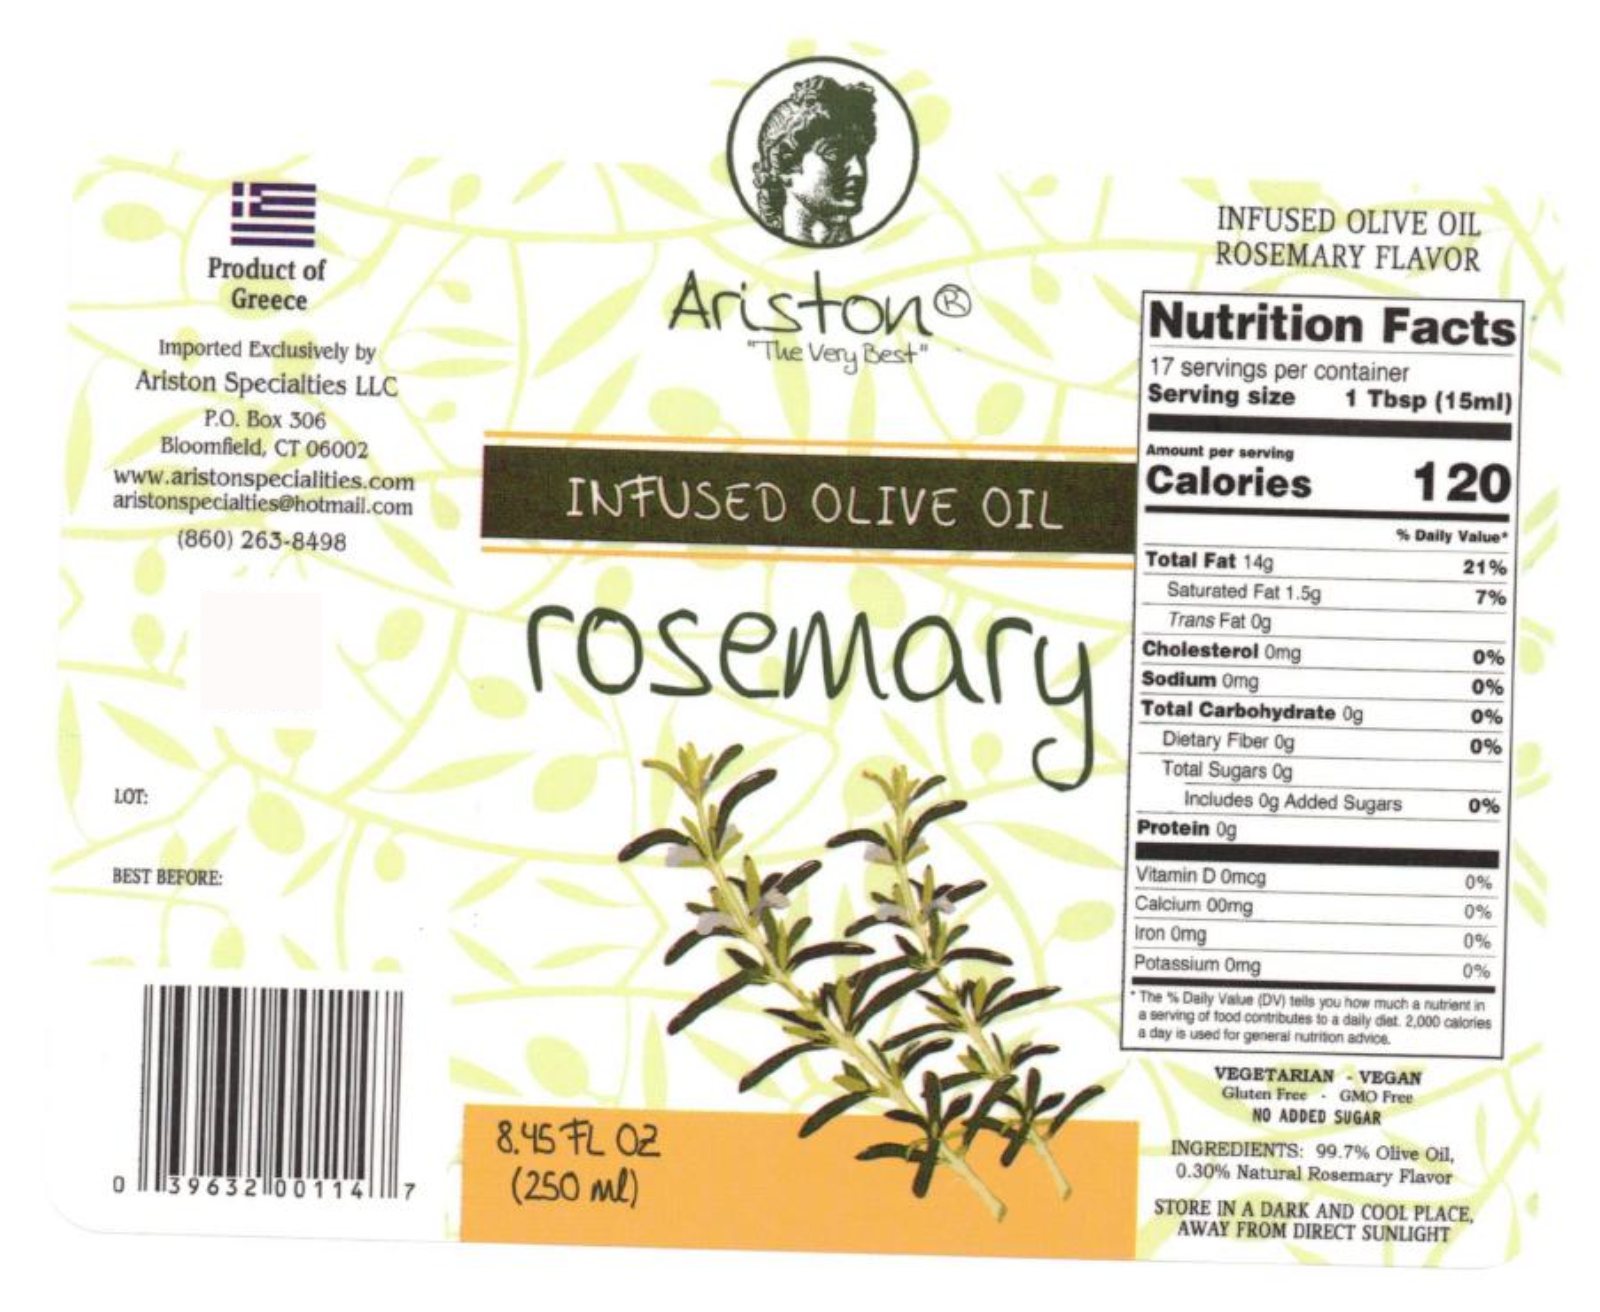 Product of
Greece
Imported Exclusively by
Ariston Specialties LLC
P.O. Box 306
Bloomfield, CT 06002
www.aristonspecialities.com
aristonspecialties@hotmail.com
(860) 263-8498
LOT:
BEST BEFORE:
0 39632 00114 7
Ariston®
"The Very Best"
INFUSED OLIVE OIL
rosemary
8.45 FL OZ
(250 ml)
INFUSED OLIVE OIL
ROSEMARY FLAVOR
Nutrition Facts
17 servings per container
Serving size 1 Tbsp (15ml)
Amount per serving
Calories 120
% Daily Value*
Total Fat 14g 21%
Saturated Fat 1.5g 7%
Trans Fat 0g
Cholesterol 0mg 0%
Sodium 0mg 0%
Total Carbohydrate 0g 0%
Dietary Fiber 0g 0%
Total Sugars 0g
Includes 0g Added Sugars 0%
Protein 0g
Vitamin D 0mcg 0%
Calcium 00mg 0%
Iron 0mg 0%
Potassium 0mg 0%
* The % Daily Value (DV) tells you how much a nutrient in
a serving of food contributes to a daily diet. 2,000 calories
a day is used for general nutrition advice.
VEGETARIAN - VEGAN
Gluten Free - GMO Free
NO ADDED SUGAR
INGREDIENTS: 99.7% Olive Oil,
0.30% Natural Rosemary Flavor
STORE IN A DARK AND COOL PLACE,
AWAY FROM DIRECT SUNLIGHT